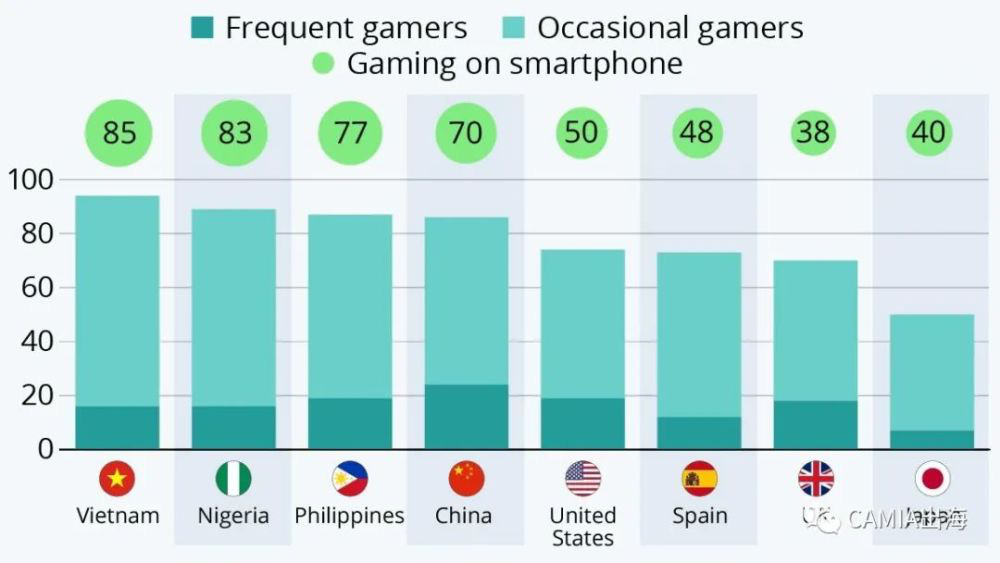 Frequent gamers Occasional gamers
Gaming on smartphone
85 83 77 70 50 48 38 40
100
80
60
40
20
0
Vietnam Nigeria Philippines China United States Spain UK
CAMIA出海